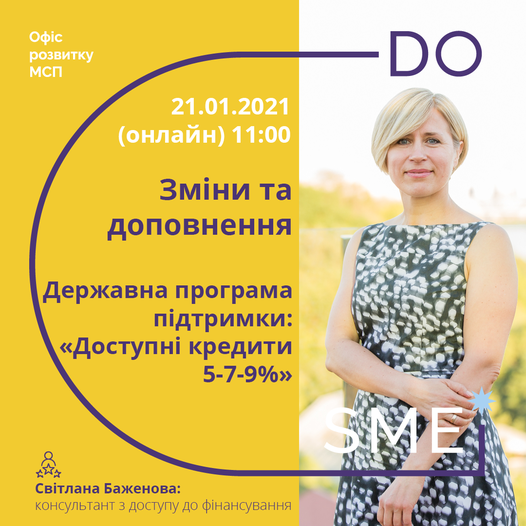 Офіс
розвитку
МСП
DO
21.01.2021
(онлайн) 11:00
Зміни та
доповнення
Державна програма
підтримки:
«Доступні кредити
5-7-9%»
SME
Світлана Баженова:
консультант з доступу до фінансування